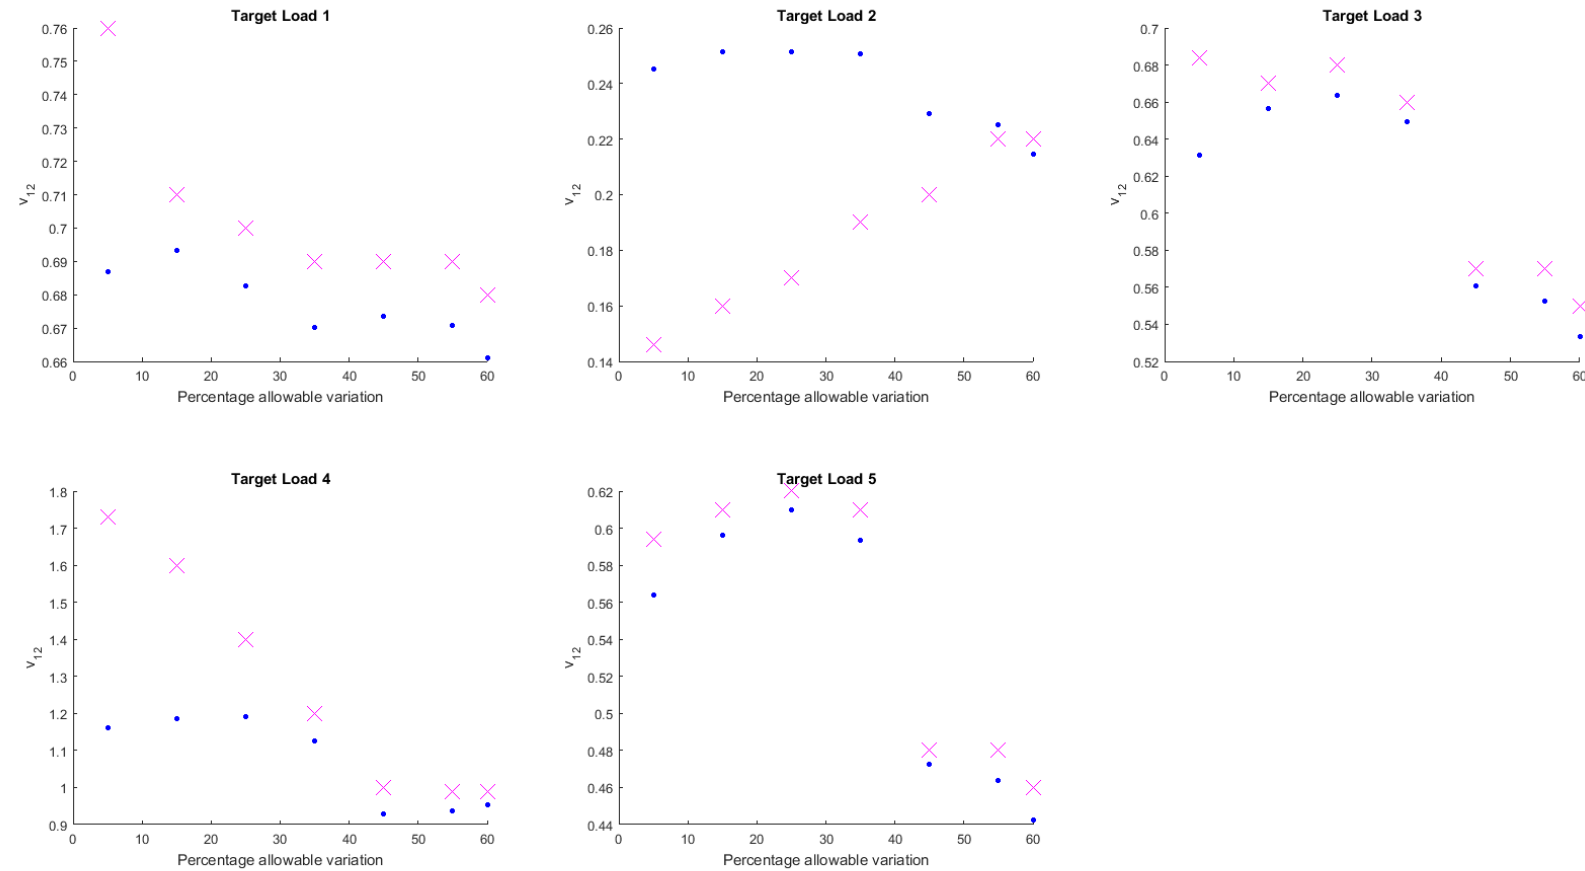 Target Load 1
0.76
0.75
0.74
0.73
0.72
0.71
0.7
0.69
0.68
0.67
0.66
v12
0 10 20 30 40 50 60
Percentage allowable variation
Target Load 2
0.26
0.24
0.22
0.2
0.18
0.16
0.14
v12
0 10 20 30 40 50 60
Percentage allowable variation
Target Load 3
0.7
0.68
0.66
0.64
0.62
0.6
0.58
0.56
0.54
0.52
v12
0 10 20 30 40 50 60
Percentage allowable variation
Target Load 4
1.8
1.7
1.6
1.5
1.4
1.3
1.2
1.1
1
0.9
v12
0 10 20 30 40 50 60
Percentage allowable variation
Target Load 5
0.62
0.6
0.58
0.56
0.54
0.52
0.5
0.48
0.46
0.44
v12
0 10 20 30 40 50 60
Percentage allowable variation